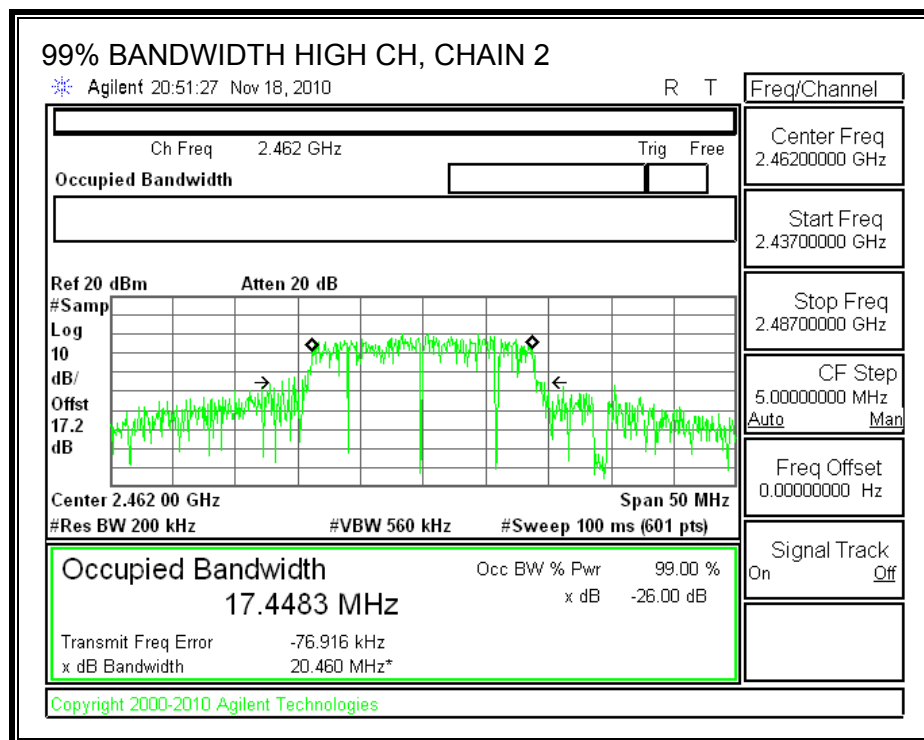 99% BANDWIDTH HIGH CH, CHAIN 2
Agilent 20:51:27 Nov 18, 2010 R T
Freq/Channel
Ch Freq 2.462 GHz Trig Free
Occupied Bandwidth
Center Freq
2.46200000 GHz
Start Freq
2.43700000 GHz
Stop Freq
2.48700000 GHz
CF Step
5.00000000 MHz
Auto Man
Freq Offset
0.00000000 Hz
Signal Track
On Off
Ref 20 dBm Atten 20 dB
#Samp
Log
10
dB/
Offst
17.2
dB
Center 2.462 00 GHz Span 50 MHz
#Res BW 200 kHz #VBW 560 kHz #Sweep 100 ms (601 pts)
Occupied Bandwidth Occ BW % Pwr 99.00 %
17.4483 MHz x dB -26.00 dB
Transmit Freq Error -76.916 kHz
x dB Bandwidth 20.460 MHz*
Copyright 2000-2010 Agilent Technologies